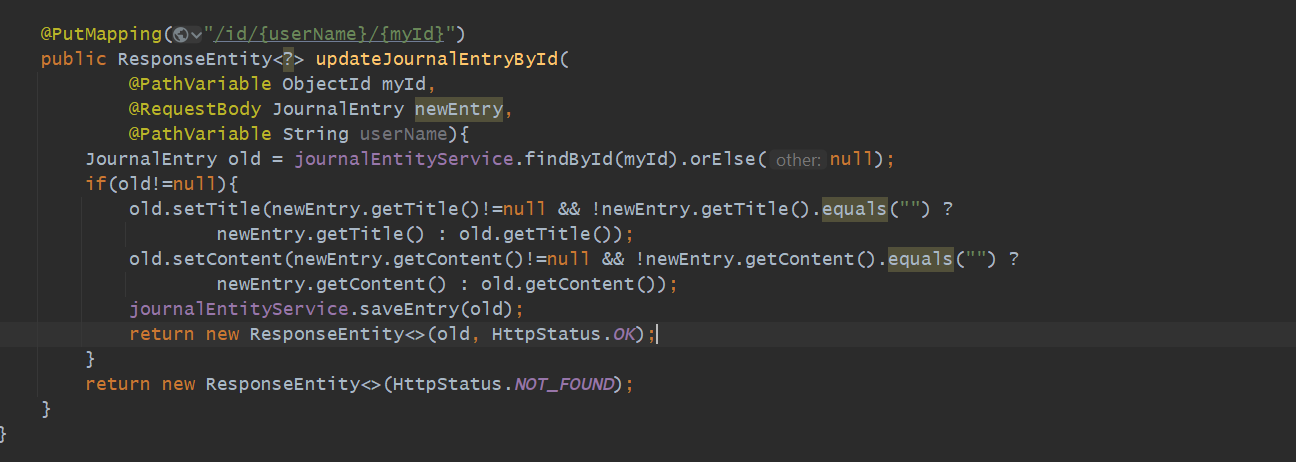 @PutMapping("/id/{userName}/{myId}")
public ResponseEntity<?> updateJournalEntryById(
@PathVariable ObjectId myId,
@RequestBody JournalEntry newEntry,
@PathVariable String userName){
JournalEntry old = journalEntityService.findById(myId).orElse( other: null);
if(old!=null){
old.setTitle(newEntry.getTitle()!=null && !newEntry.getTitle().equals("") ?
newEntry.getTitle() : old.getTitle());
old.setContent(newEntry.getContent()!=null && !newEntry.getContent().equals("") ?
newEntry.getContent() : old.getContent());
journalEntityService.saveEntry(old);
return new ResponseEntity<>(old, HttpStatus.OK);
}
return new ResponseEntity<>(HttpStatus.NOT_FOUND);
}
}